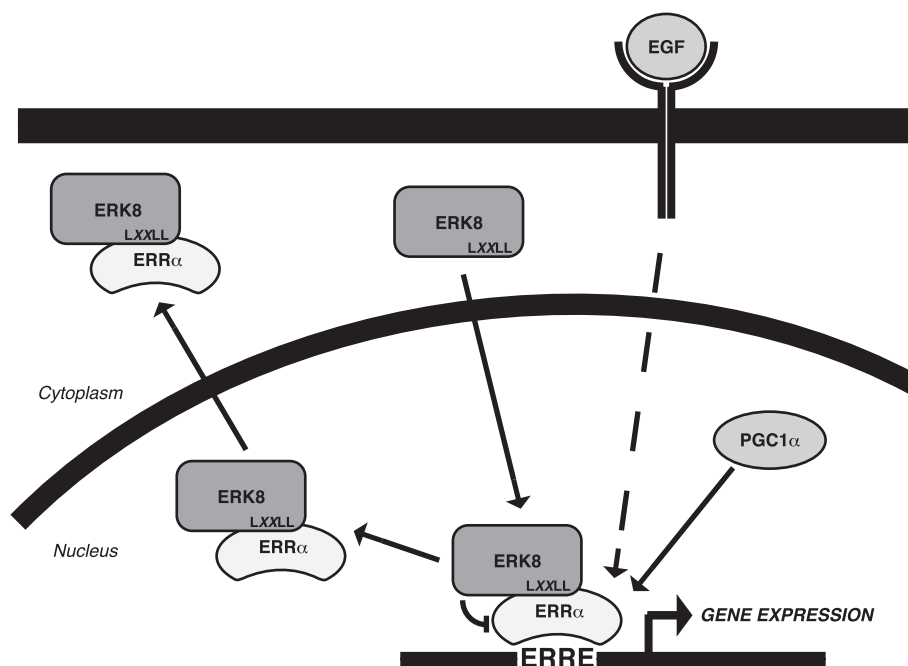 EGF
ERK8
LXXLL
ERRα
ERK8
LXXLL
Cytoplasm
PGC1α
ERK8
LXXLL
ERRα
Nucleus
ERK8
LXXLL
ERRα
GENE EXPRESSION
ERRE